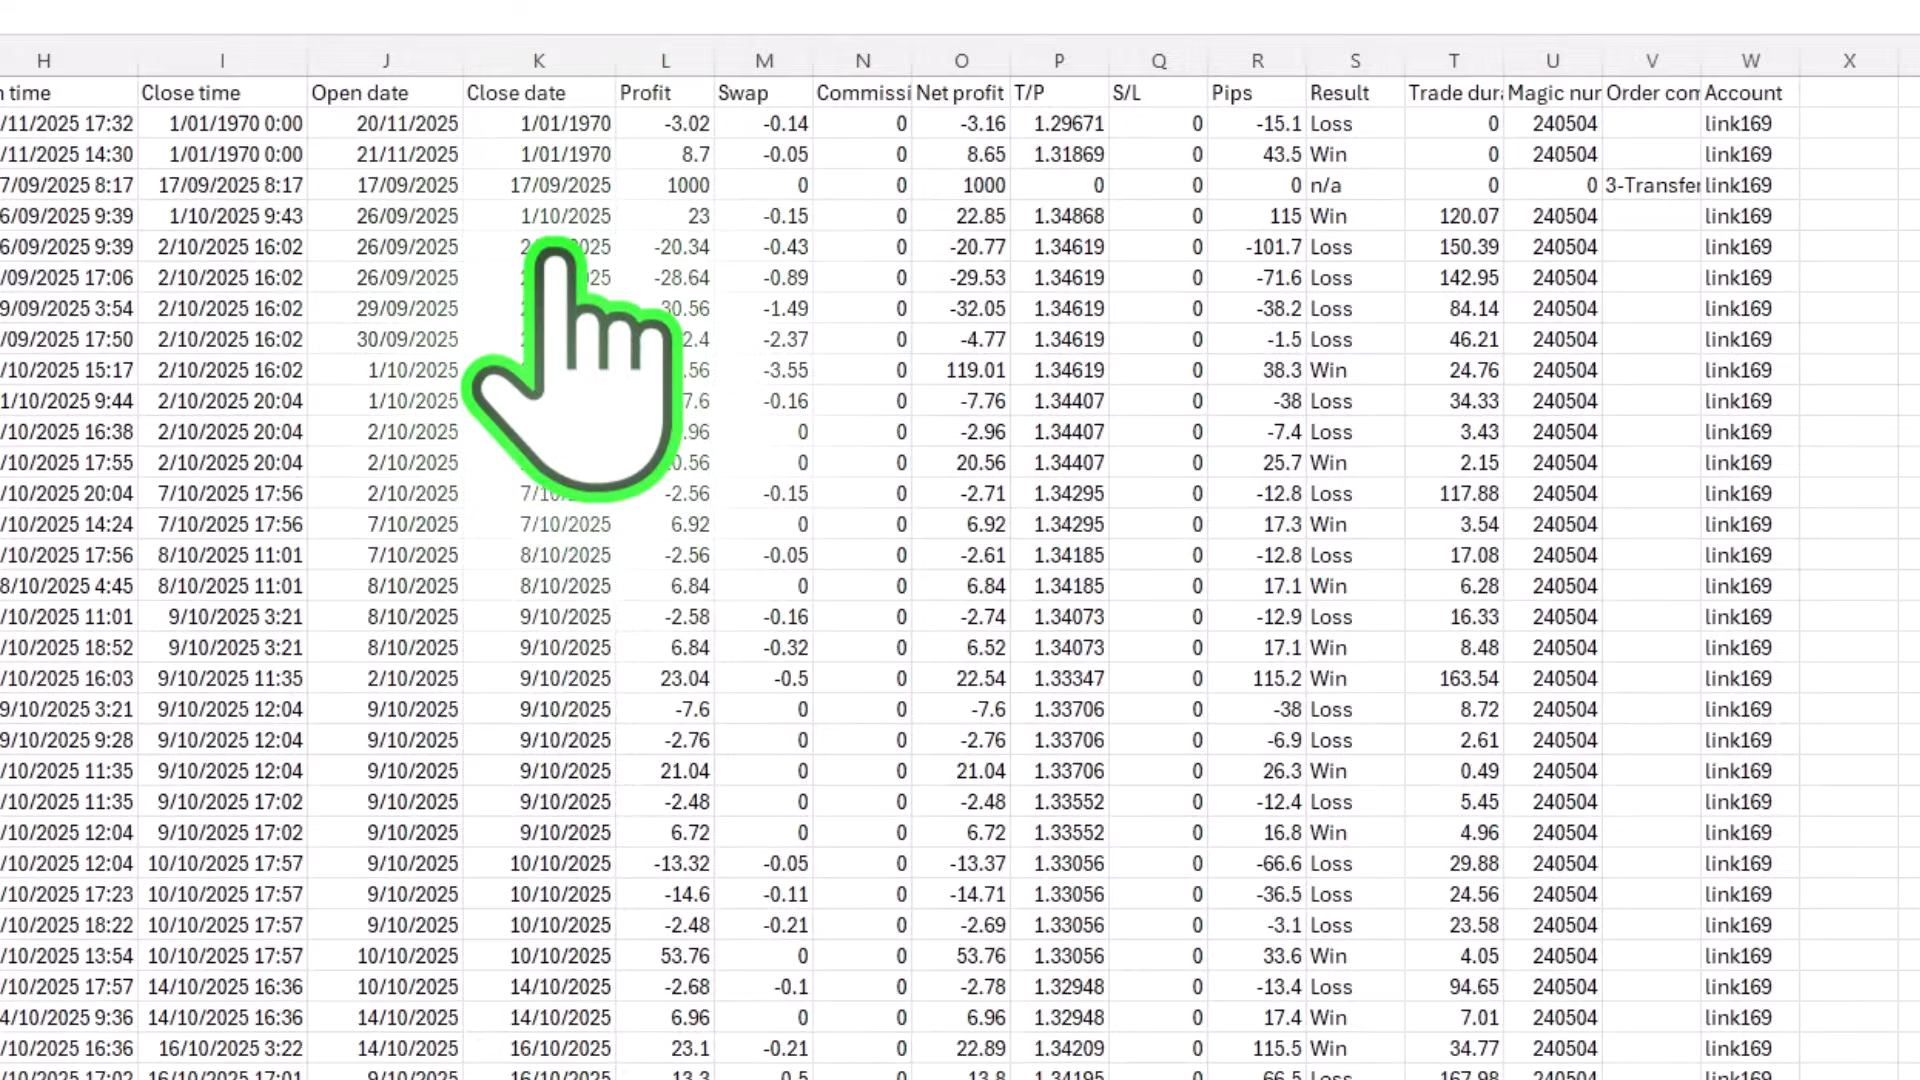 H I J K L M N O P Q R S T U V W X
n time Close time Open date Close date Profit Swap Commissi Net profit T/P S/L Pips Result Trade dura Magic nur Order con Account
/11/2025 17:32 1/01/1970 0:00 20/11/2025 1/01/1970 -3.02 -0.14 0 -3.16 1.29671 0 -15.1 Loss 0 240504 link169
/11/2025 14:30 1/01/1970 0:00 21/11/2025 1/01/1970 8.7 -0.05 0 8.65 1.31869 0 43.5 Win 0 240504 link169
7/09/2025 8:17 17/09/2025 8:17 17/09/2025 17/09/2025 1000 0 0 1000 0 0 0 n/a 0 0 3-Transfer link169
6/09/2025 9:39 1/10/2025 9:43 26/09/2025 1/10/2025 23 -0.15 0 22.85 1.34868 0 115 Win 120.07 240504 link169
6/09/2025 9:39 2/10/2025 16:02 26/09/2025 2 025 -20.34 -0.43 0 -20.77 1.34619 0 -101.7 Loss 150.39 240504 link169
/09/2025 17:06 2/10/2025 16:02 26/09/2025 25 -28.64 -0.89 0 -29.53 1.34619 0 -71.6 Loss 142.95 240504 link169
9/09/2025 3:54 2/10/2025 16:02 29/09/2025 30.56 -1.49 0 -32.05 1.34619 0 -38.2 Loss 84.14 240504 link169
/09/2025 17:50 2/10/2025 16:02 30/09/2025 2.4 -2.37 0 -4.77 1.34619 0 -1.5 Loss 46.21 240504 link169
/10/2025 15:17 2/10/2025 16:02 1/10/2025 .56 -3.55 0 119.01 1.34619 0 38.3 Win 24.76 240504 link169
1/10/2025 9:44 2/10/2025 20:04 1/10/2025 7.6 -0.16 0 -7.76 1.34407 0 -38 Loss 34.33 240504 link169
/10/2025 16:38 2/10/2025 20:04 2/10/2025 .96 0 0 -2.96 1.34407 0 -7.4 Loss 3.43 240504 link169
/10/2025 17:55 2/10/2025 20:04 2/10/2025 0.56 0 0 20.56 1.34407 0 25.7 Win 2.15 240504 link169
/10/2025 20:04 7/10/2025 17:56 2/10/2025 7/10/ -2.56 -0.15 0 -2.71 1.34295 0 -12.8 Loss 117.88 240504 link169
/10/2025 14:24 7/10/2025 17:56 7/10/2025 7/10/2025 6.92 0 0 6.92 1.34295 0 17.3 Win 3.54 240504 link169
/10/2025 17:56 8/10/2025 11:01 7/10/2025 8/10/2025 -2.56 -0.05 0 -2.61 1.34185 0 -12.8 Loss 17.08 240504 link169
8/10/2025 4:45 8/10/2025 11:01 8/10/2025 8/10/2025 6.84 0 0 6.84 1.34185 0 17.1 Win 6.28 240504 link169
/10/2025 11:01 9/10/2025 3:21 8/10/2025 9/10/2025 -2.58 -0.16 0 -2.74 1.34073 0 -12.9 Loss 16.33 240504 link169
/10/2025 18:52 9/10/2025 3:21 8/10/2025 9/10/2025 6.84 -0.32 0 6.52 1.34073 0 17.1 Win 8.48 240504 link169
/10/2025 16:03 9/10/2025 11:35 2/10/2025 9/10/2025 23.04 -0.5 0 22.54 1.33347 0 115.2 Win 163.54 240504 link169
9/10/2025 3:21 9/10/2025 12:04 9/10/2025 9/10/2025 -7.6 0 0 -7.6 1.33706 0 -38 Loss 8.72 240504 link169
9/10/2025 9:28 9/10/2025 12:04 9/10/2025 9/10/2025 -2.76 0 0 -2.76 1.33706 0 -6.9 Loss 2.61 240504 link169
/10/2025 11:35 9/10/2025 12:04 9/10/2025 9/10/2025 21.04 0 0 21.04 1.33706 0 26.3 Win 0.49 240504 link169
/10/2025 11:35 9/10/2025 17:02 9/10/2025 9/10/2025 -2.48 0 0 -2.48 1.33552 0 -12.4 Loss 5.45 240504 link169
/10/2025 12:04 9/10/2025 17:02 9/10/2025 9/10/2025 6.72 0 0 6.72 1.33552 0 16.8 Win 4.96 240504 link169
/10/2025 12:04 10/10/2025 17:57 9/10/2025 10/10/2025 -13.32 -0.05 0 -13.37 1.33056 0 -66.6 Loss 29.88 240504 link169
/10/2025 17:23 10/10/2025 17:57 9/10/2025 10/10/2025 -14.6 -0.11 0 -14.71 1.33056 0 -36.5 Loss 24.56 240504 link169
/10/2025 18:22 10/10/2025 17:57 9/10/2025 10/10/2025 -2.48 -0.21 0 -2.69 1.33056 0 -3.1 Loss 23.58 240504 link169
/10/2025 13:54 10/10/2025 17:57 10/10/2025 10/10/2025 53.76 0 0 53.76 1.33056 0 33.6 Win 4.05 240504 link169
/10/2025 17:57 14/10/2025 16:36 10/10/2025 14/10/2025 -2.68 -0.1 0 -2.78 1.32948 0 -13.4 Loss 94.65 240504 link169
4/10/2025 9:36 14/10/2025 16:36 14/10/2025 14/10/2025 6.96 0 0 6.96 1.32948 0 17.4 Win 7.01 240504 link169
/10/2025 16:36 16/10/2025 3:22 14/10/2025 16/10/2025 23.1 -0.21 0 22.89 1.34209 0 115.5 Win 34.77 240504 link169
/10/2025 17:02 16/10/2025 17:01 9/10/2025 16/10/2025 13.3 0.5 0 13.8 1.34195 0 66.5 Loss 167.98 240504 link169